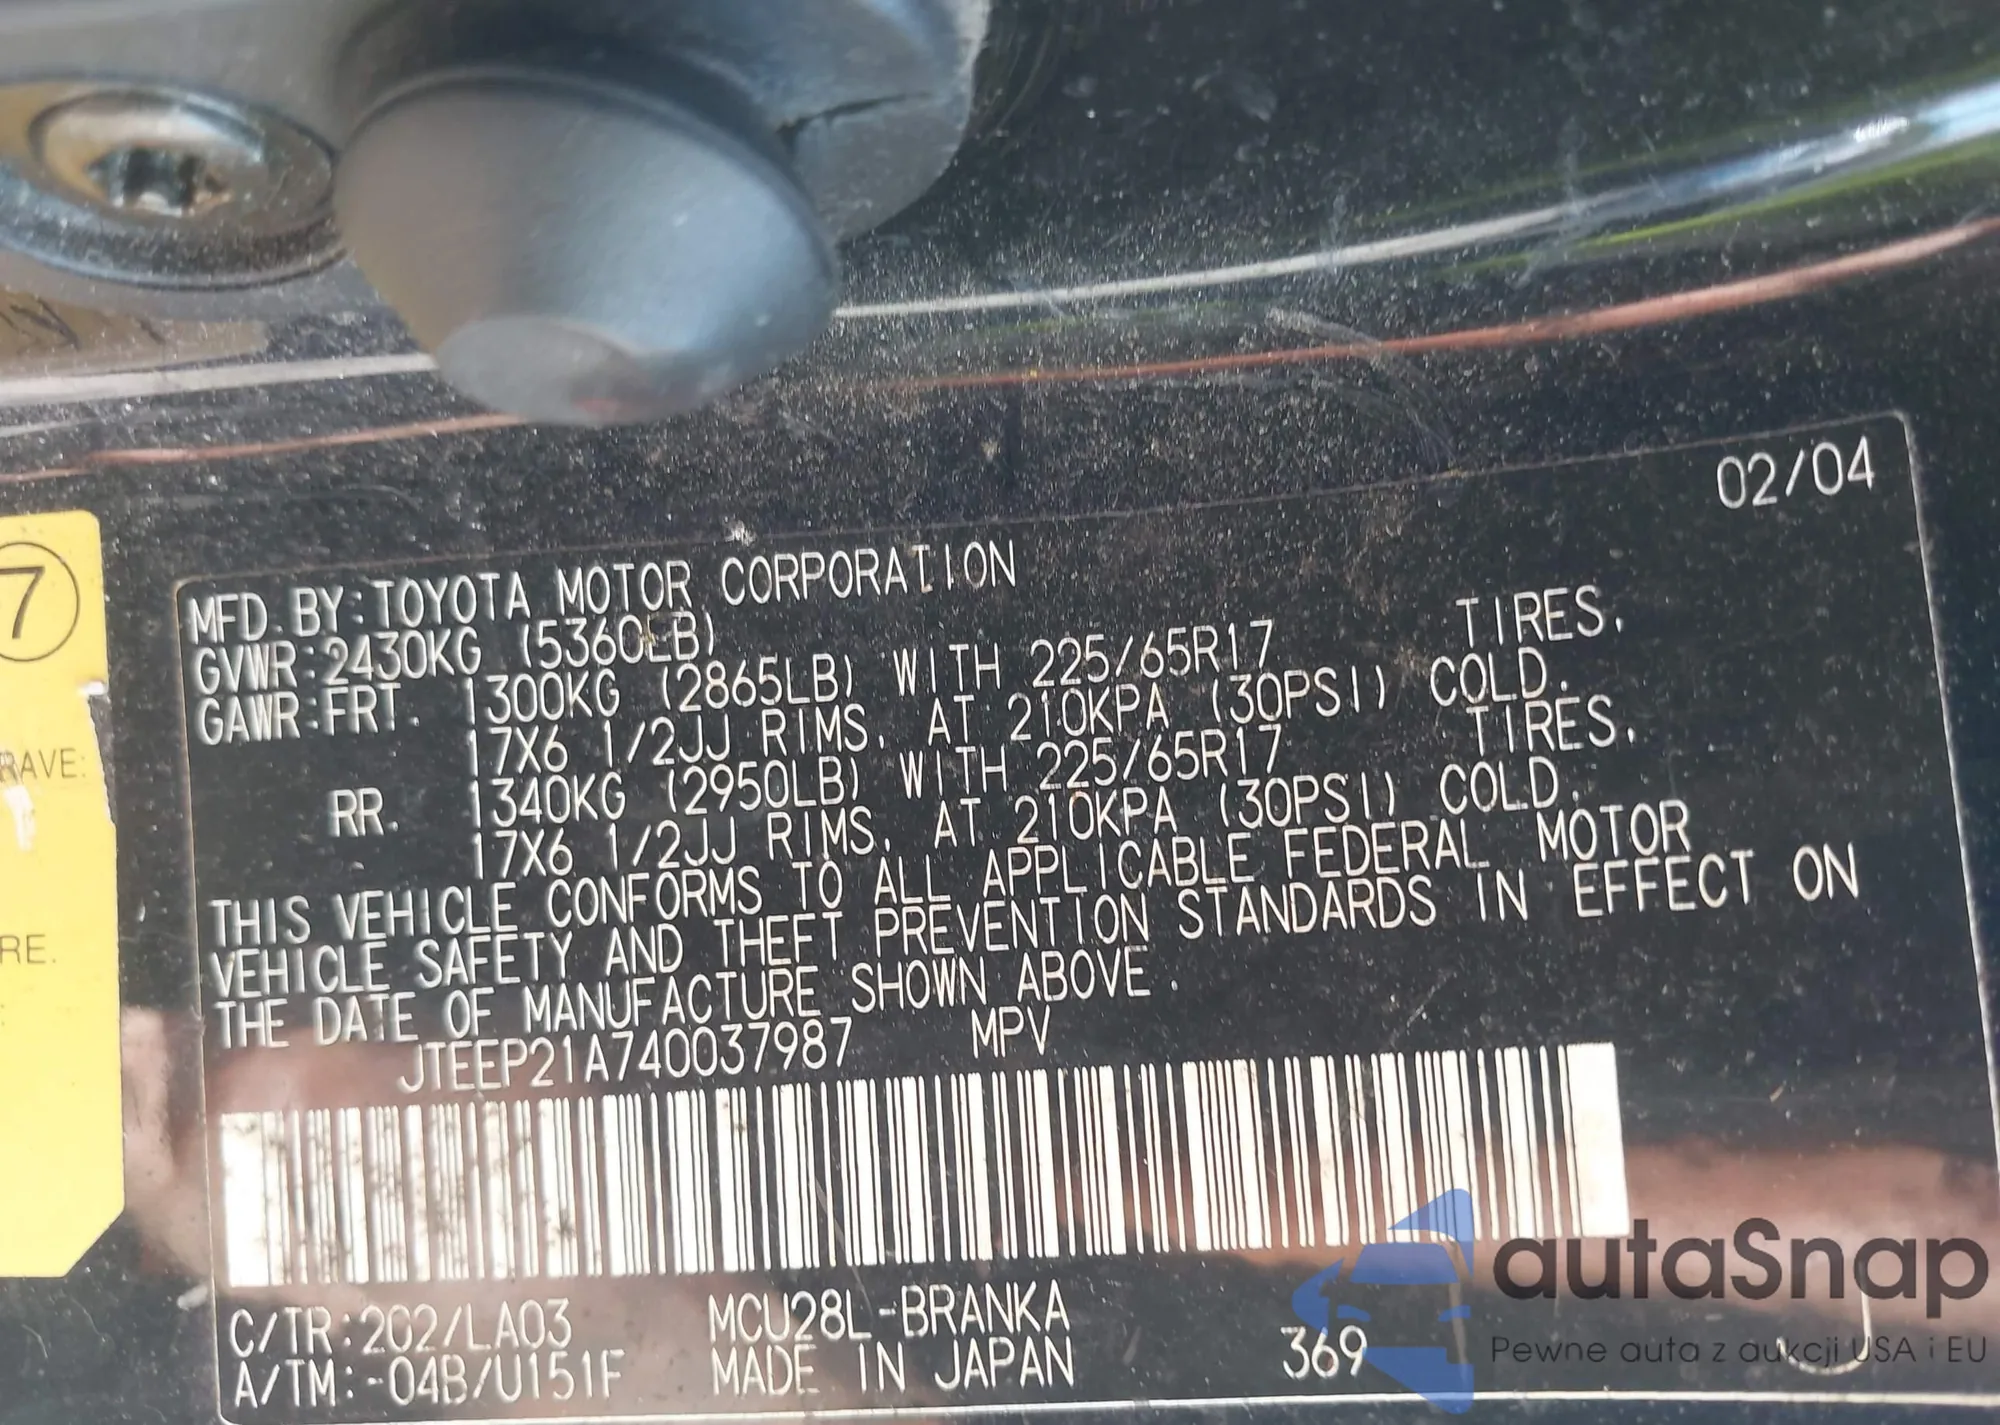 02/04
MFD. BY:TOYOTA MOTOR CORPORATION
GVWR:2430KG (5360LB)
GAWR:FRT. 1300KG (2865LB) WITH 225/65R17 TIRES,
17X6 1/2JJ RIMS, AT 210KPA (30PSI) COLD.
RR. 1340KG (2950LB) WITH 225/65R17 TIRES,
17X6 1/2JJ RIMS, AT 210KPA (30PSI) COLD.
THIS VEHICLE CONFORMS TO ALL APPLICABLE FEDERAL MOTOR
VEHICLE SAFETY AND THEFT PREVENTION STANDARDS IN EFFECT ON
THE DATE OF MANUFACTURE SHOWN ABOVE.
JTEEP21A740037987 MPV
C/TR:202/LA03 MCU28L-BRANKA
A/TM:-04B/U151F MADE IN JAPAN 369
7
RAVE:
RE.
autaSnap
Pewne auta z aukcji USA i EU